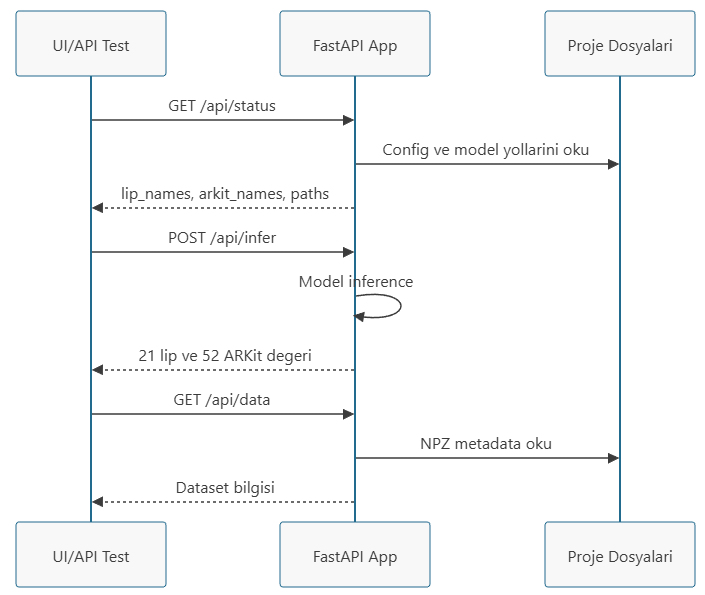 UI/API Test
FastAPI App
Proje Dosyalari
GET /api/status
Config ve model yollarini oku
lip_names, arkit_names, paths
POST /api/infer
Model inference
21 lip ve 52 ARKit degeri
GET /api/data
NPZ metadata oku
Dataset bilgisi
UI/API Test
FastAPI App
Proje Dosyalari